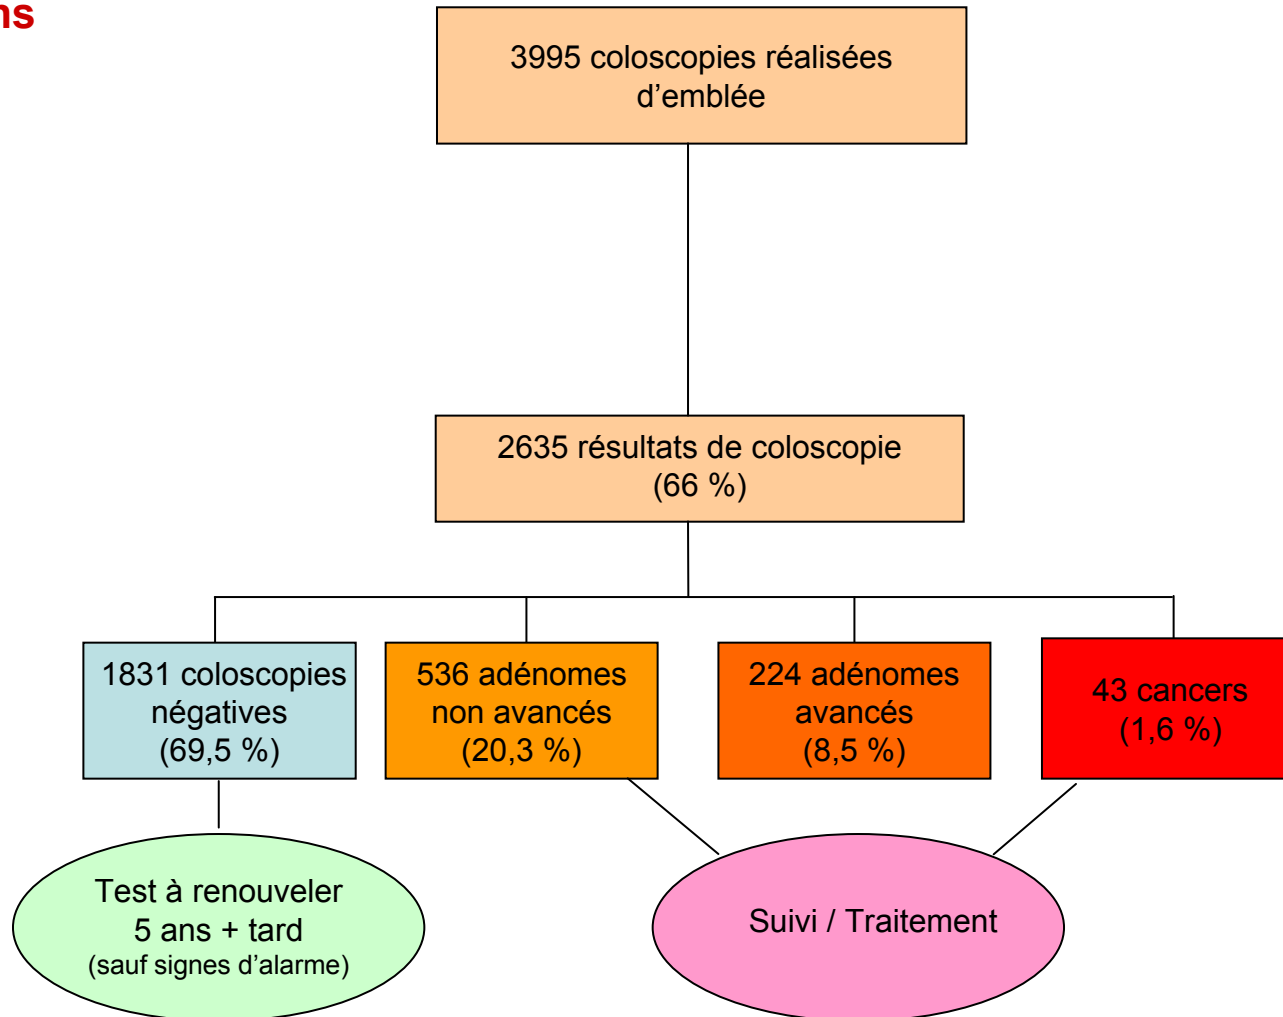 ns
3995 coloscopies réalisées
d’emblée
2635 résultats de coloscopie
(66 %)
1831 coloscopies
négatives
(69,5 %)
536 adénomes
non avancés
(20,3 %)
224 adénomes
avancés
(8,5 %)
43 cancers
(1,6 %)
Test à renouveler
5 ans + tard
(sauf signes d’alarme)
Suivi / Traitement